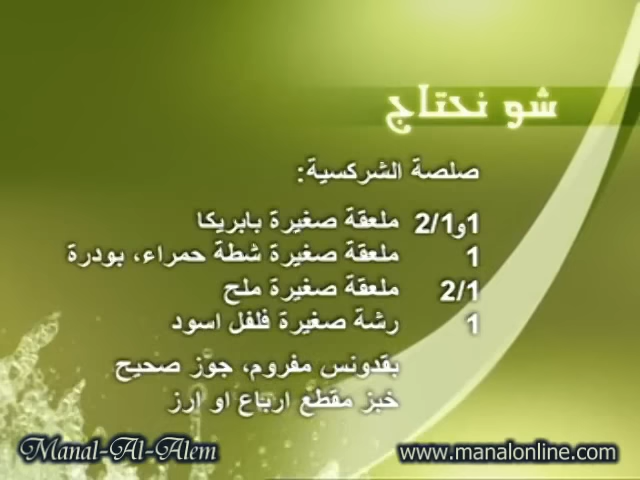 شو نحتاج
صلصة الشركسية:
1و2/1 ملعقة صغيرة بابريكا
1 ملعقة صغيرة شطة حمراء، بودرة
2/1 ملعقة صغيرة ملح
1 رشة صغيرة فلفل اسود
بقدونس مفروم، جوز صحيح
خبز مقطع ارباع او ارز
Manal-Al-Alem www.manalonline.com